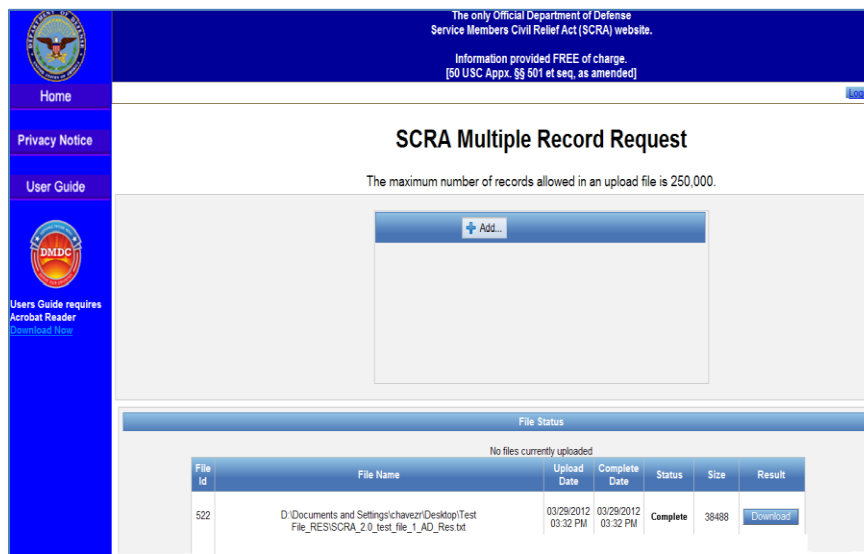 The only Official Department of Defense
Service Members Civil Relief Act (SCRA) website.
Information provided FREE of charge.
[50 USC Appx. §§ 501 et seq, as amended]
Home
Privacy Notice
User Guide
DMDC
Users Guide requires
Acrobat Reader
Download Now
SCRA Multiple Record Request
The maximum number of records allowed in an upload file is 250,000.
Add...
File Status
No files currently uploaded
File Id File Name Upload Date Complete Date Status Size Result
522 D:\Documents and Settings\chavezr\Desktop\Test File_RES\SCRA_2.0_test_file_1_AD_Res.txt 03/29/2012 03:32 PM 03/29/2012 03:32 PM Complete 38488 Download